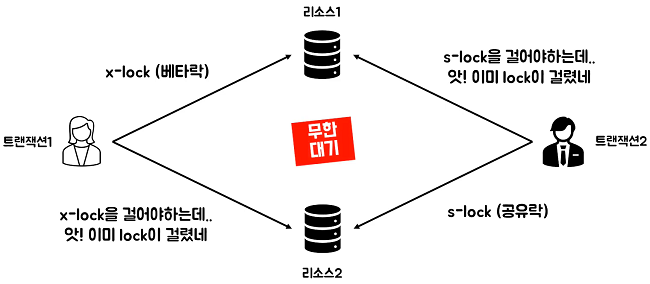 리소스1
x-lock (베타락)
s-lock을 걸어야하는데..
앗! 이미 lock이 걸렸네
트랜잭션1
무한
대기
트랜잭션2
x-lock을 걸어야하는데..
앗! 이미 lock이 걸렸네
s-lock (공유락)
리소스2